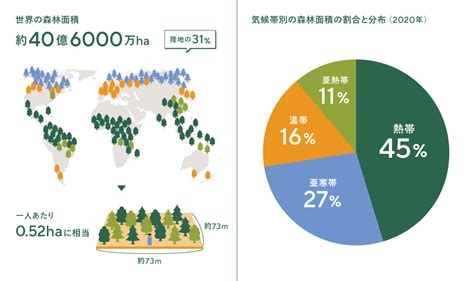 世界の森林面積
約40億6000万ha
陸地の31%
一人あたり
0.52haに相当
約73m
約73m
気候帯別の森林面積の割合と分布（2020年）
熱帯
45%
亜寒帯
27%
温帯
16%
亜熱帯
11%